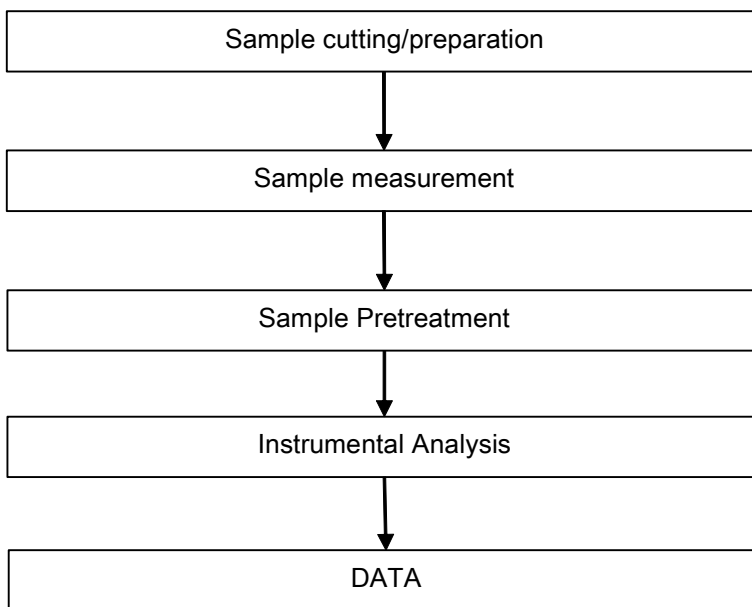 Sample cutting/preparation
Sample measurement
Sample Pretreatment
Instrumental Analysis
DATA